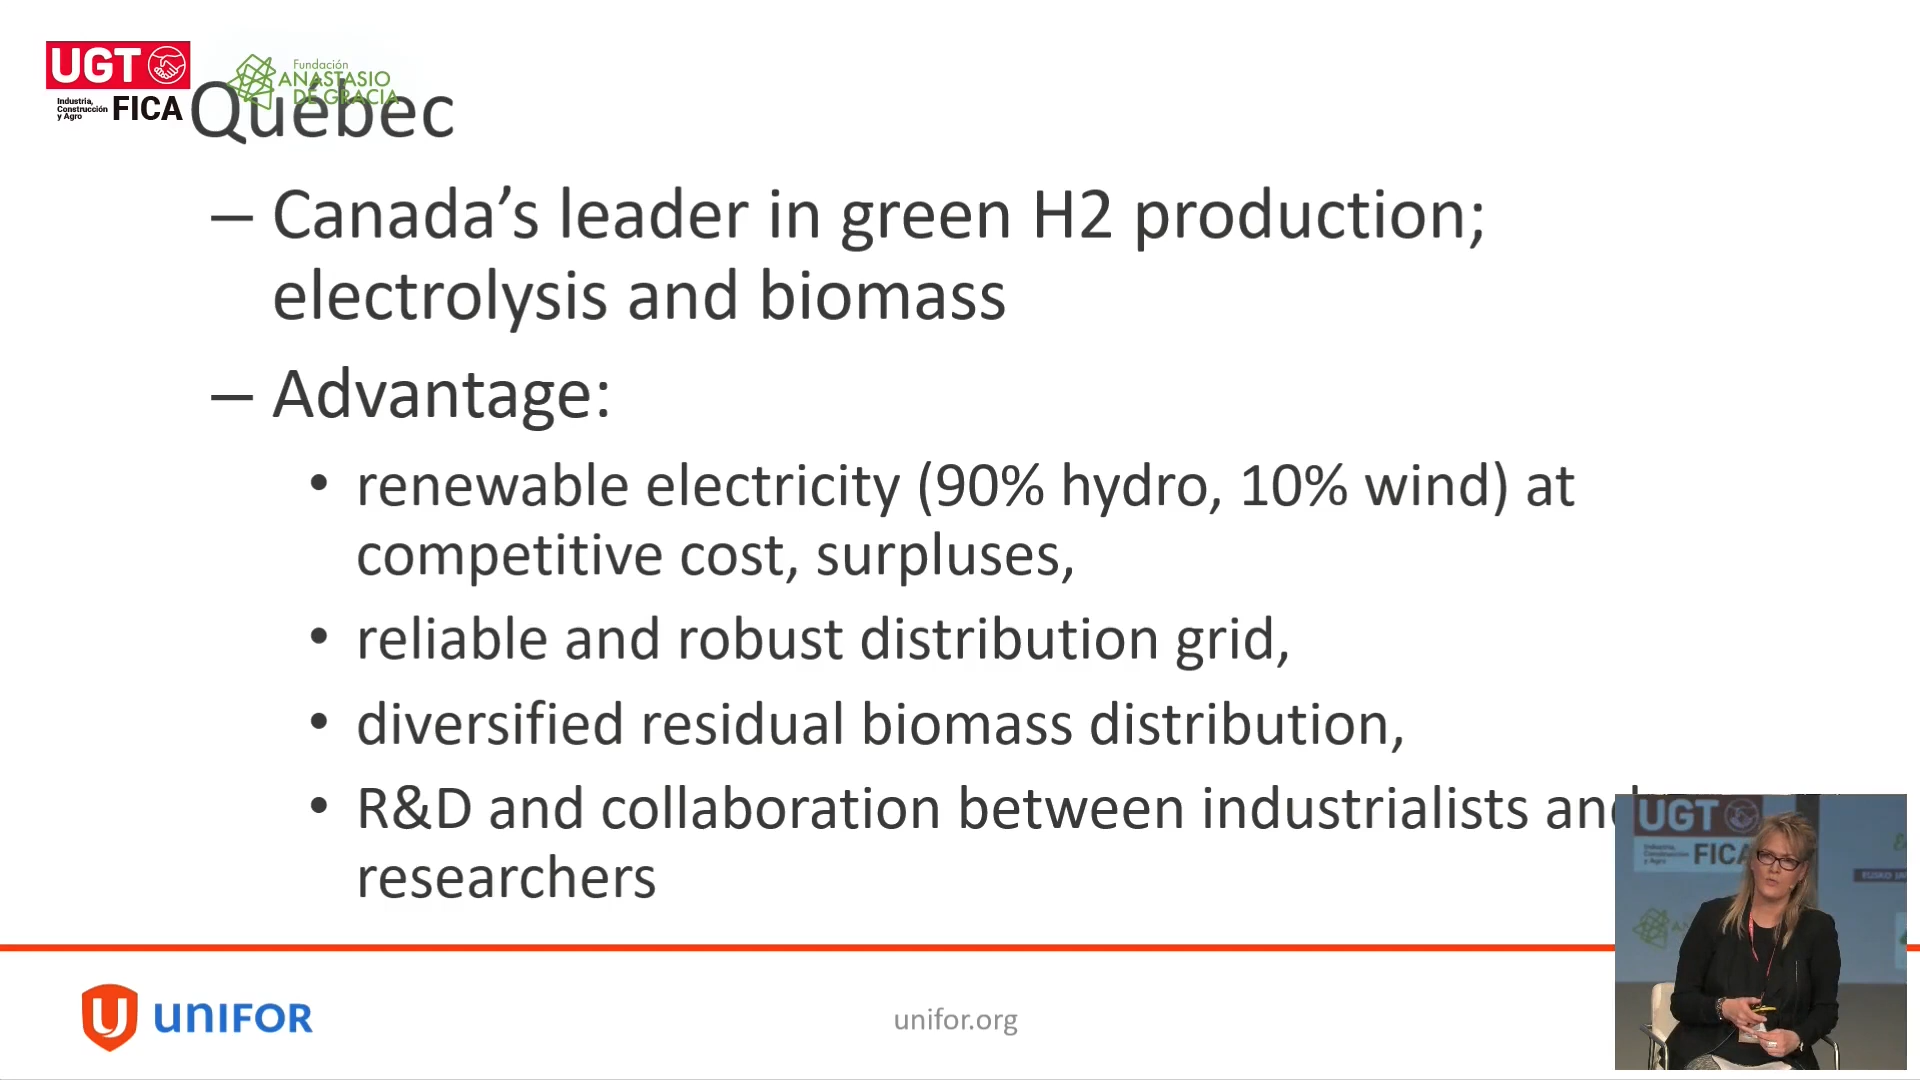 UGT
Industria,
Construcción
y Agro
FICA
Fundación
ANASTASIO
DE GRACIA
Québec
– Canada’s leader in green H2 production;
electrolysis and biomass
– Advantage:
• renewable electricity (90% hydro, 10% wind) at
competitive cost, surpluses,
• reliable and robust distribution grid,
• diversified residual biomass distribution,
• R&D and collaboration between industrialists and
researchers
UGT
FICA
UNIFOR
unifor.org